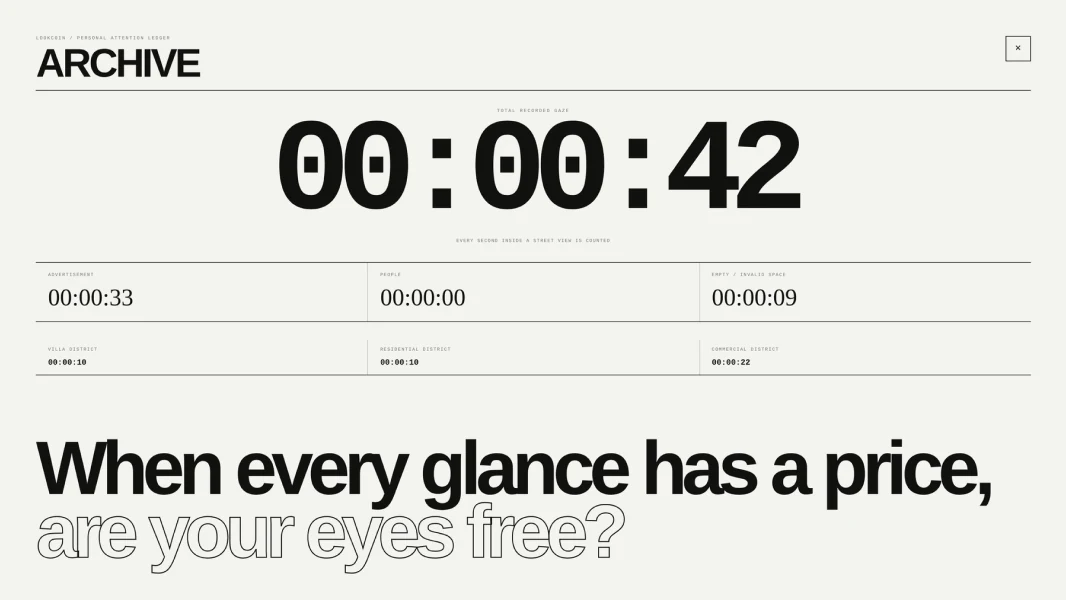 LOOKCOIN / PERSONAL ATTENTION LEDGER
ARCHIVE
×
TOTAL RECORDED GAZE
00:00:42
EVERY SECOND INSIDE A STREET VIEW IS COUNTED
ADVERTISEMENT PEOPLE EMPTY / INVALID SPACE
00:00:33 00:00:00 00:00:09
VILLA DISTRICT RESIDENTIAL DISTRICT COMMERCIAL DISTRICT
00:00:10 00:00:10 00:00:22
When every glance has a price,
are your eyes free?